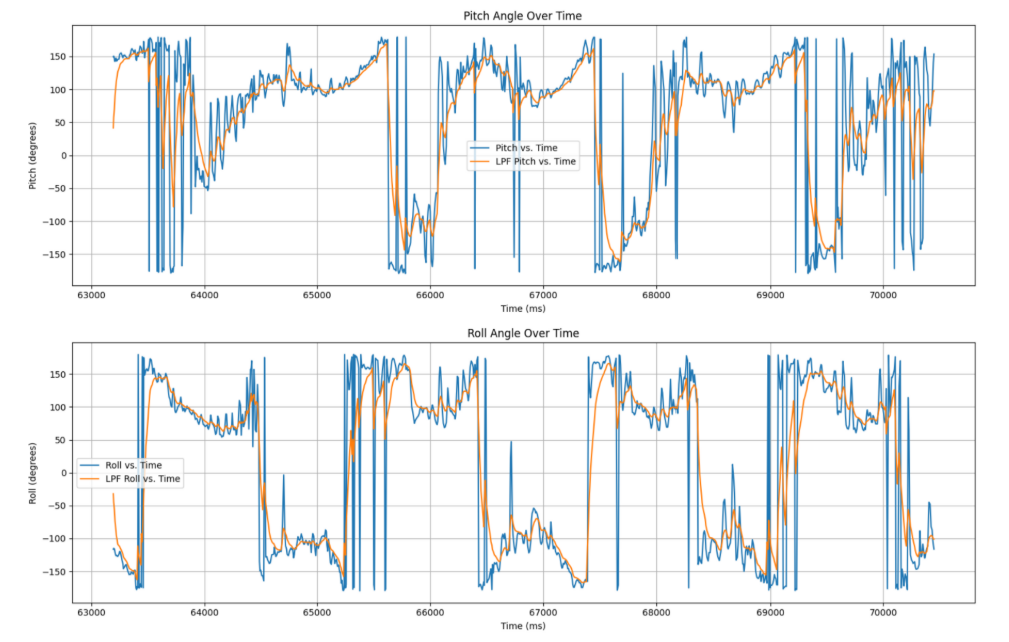 Pitch Angle Over Time
150
100
50
0
−50
−100
−150
Pitch (degrees)
Pitch vs. Time
LPF Pitch vs. Time
63000 64000 65000 66000 67000 68000 69000 70000
Time (ms)
Roll Angle Over Time
150
100
50
0
−50
−100
−150
Roll (degrees)
Roll vs. Time
LPF Roll vs. Time
63000 64000 65000 66000 67000 68000 69000 70000
Time (ms)